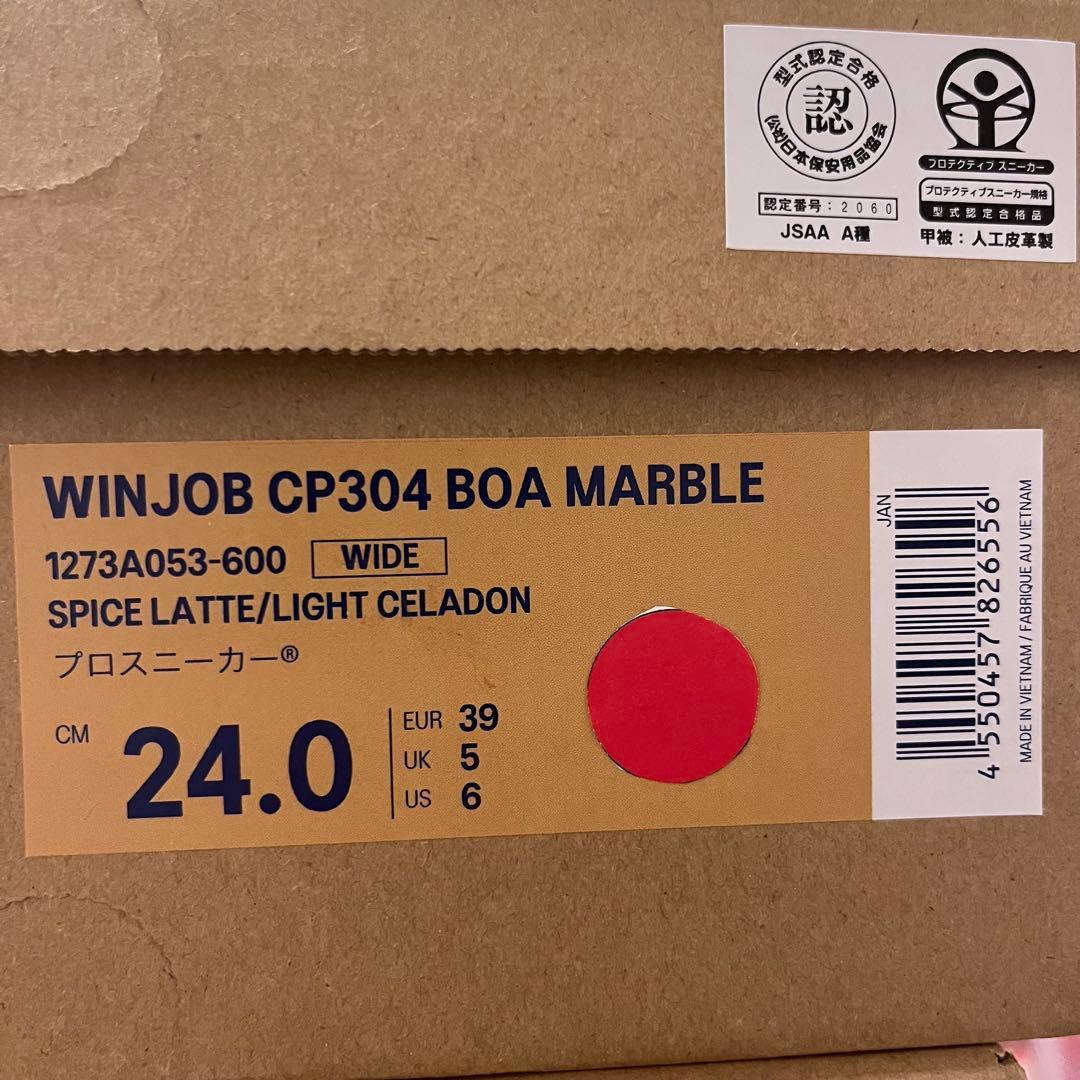 型式認定合格
認
(公社)日本保安用品協会
認定番号：2060
JSAA A種
プロテクティブ スニーカー
プロテクティブスニーカー規格
型式認定合格品
甲被：人工皮革製
WINJOB CP304 BOA MARBLE
1273A053-600 WIDE
SPICE LATTE/LIGHT CELADON
プロスニーカー®
CM 24.0
EUR 39
UK 5
US 6
JAN
4 550457 826556
MADE IN VIETNAM / FABRIQUE AU VIETNAM